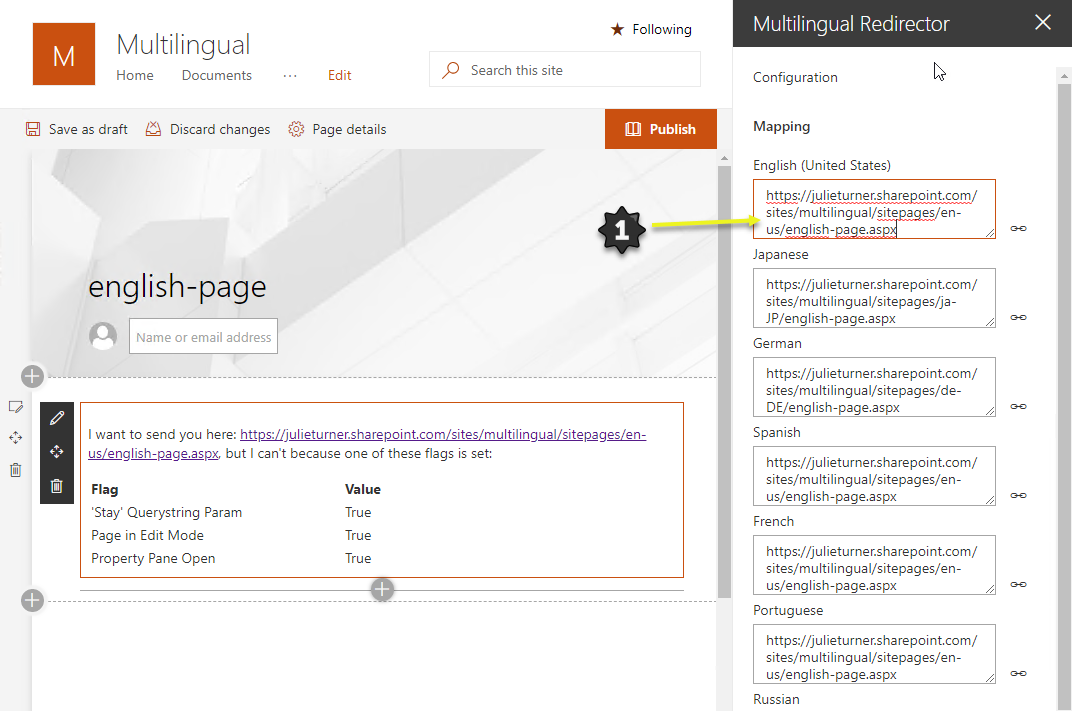 M
Multilingual
Home Documents ... Edit
Following
Search this site
Save as draft Discard changes Page details
Publish
english-page
Name or email address
I want to send you here: https://julieturner.sharepoint.com/sites/multilingual/sitepages/en-
us/english-page.aspx, but I can't because one of these flags is set:
Flag Value
'Stay' Querystring Param True
Page in Edit Mode True
Property Pane Open True
1
Multilingual Redirector
Configuration
Mapping
English (United States)
https://julieturner.sharepoint.com/
sites/multilingual/sitepages/en-
us/english-page.aspx
Japanese
https://julieturner.sharepoint.com/
sites/multilingual/sitepages/ja-
JP/english-page.aspx
German
https://julieturner.sharepoint.com/
sites/multilingual/sitepages/de-
DE/english-page.aspx
Spanish
https://julieturner.sharepoint.com/
sites/multilingual/sitepages/en-
us/english-page.aspx
French
https://julieturner.sharepoint.com/
sites/multilingual/sitepages/en-
us/english-page.aspx
Portuguese
https://julieturner.sharepoint.com/
sites/multilingual/sitepages/en-
us/english-page.aspx
Russian